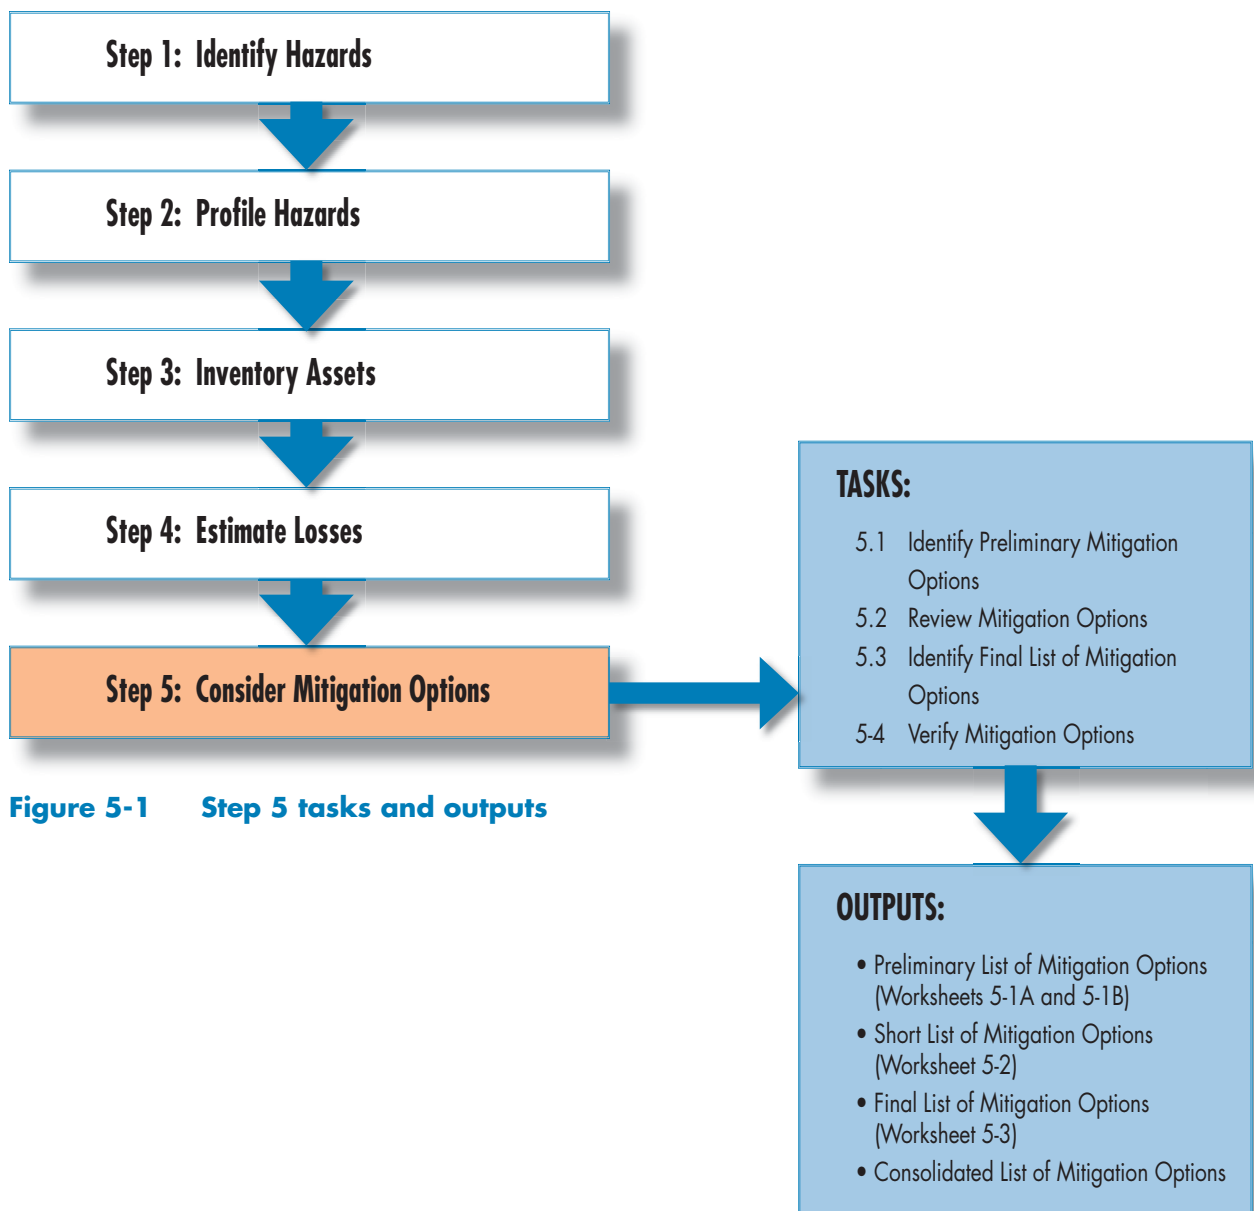 Step 1: Identify Hazards
Step 2: Profile Hazards
Step 3: Inventory Assets
Step 4: Estimate Losses
Step 5: Consider Mitigation Options
Figure 5-1 Step 5 tasks and outputs
TASKS:
5.1 Identify Preliminary Mitigation
Options
5.2 Review Mitigation Options
5.3 Identify Final List of Mitigation
Options
5-4 Verify Mitigation Options
OUTPUTS:
• Preliminary List of Mitigation Options
(Worksheets 5-1A and 5-1B)
• Short List of Mitigation Options
(Worksheet 5-2)
• Final List of Mitigation Options
(Worksheet 5-3)
• Consolidated List of Mitigation Options